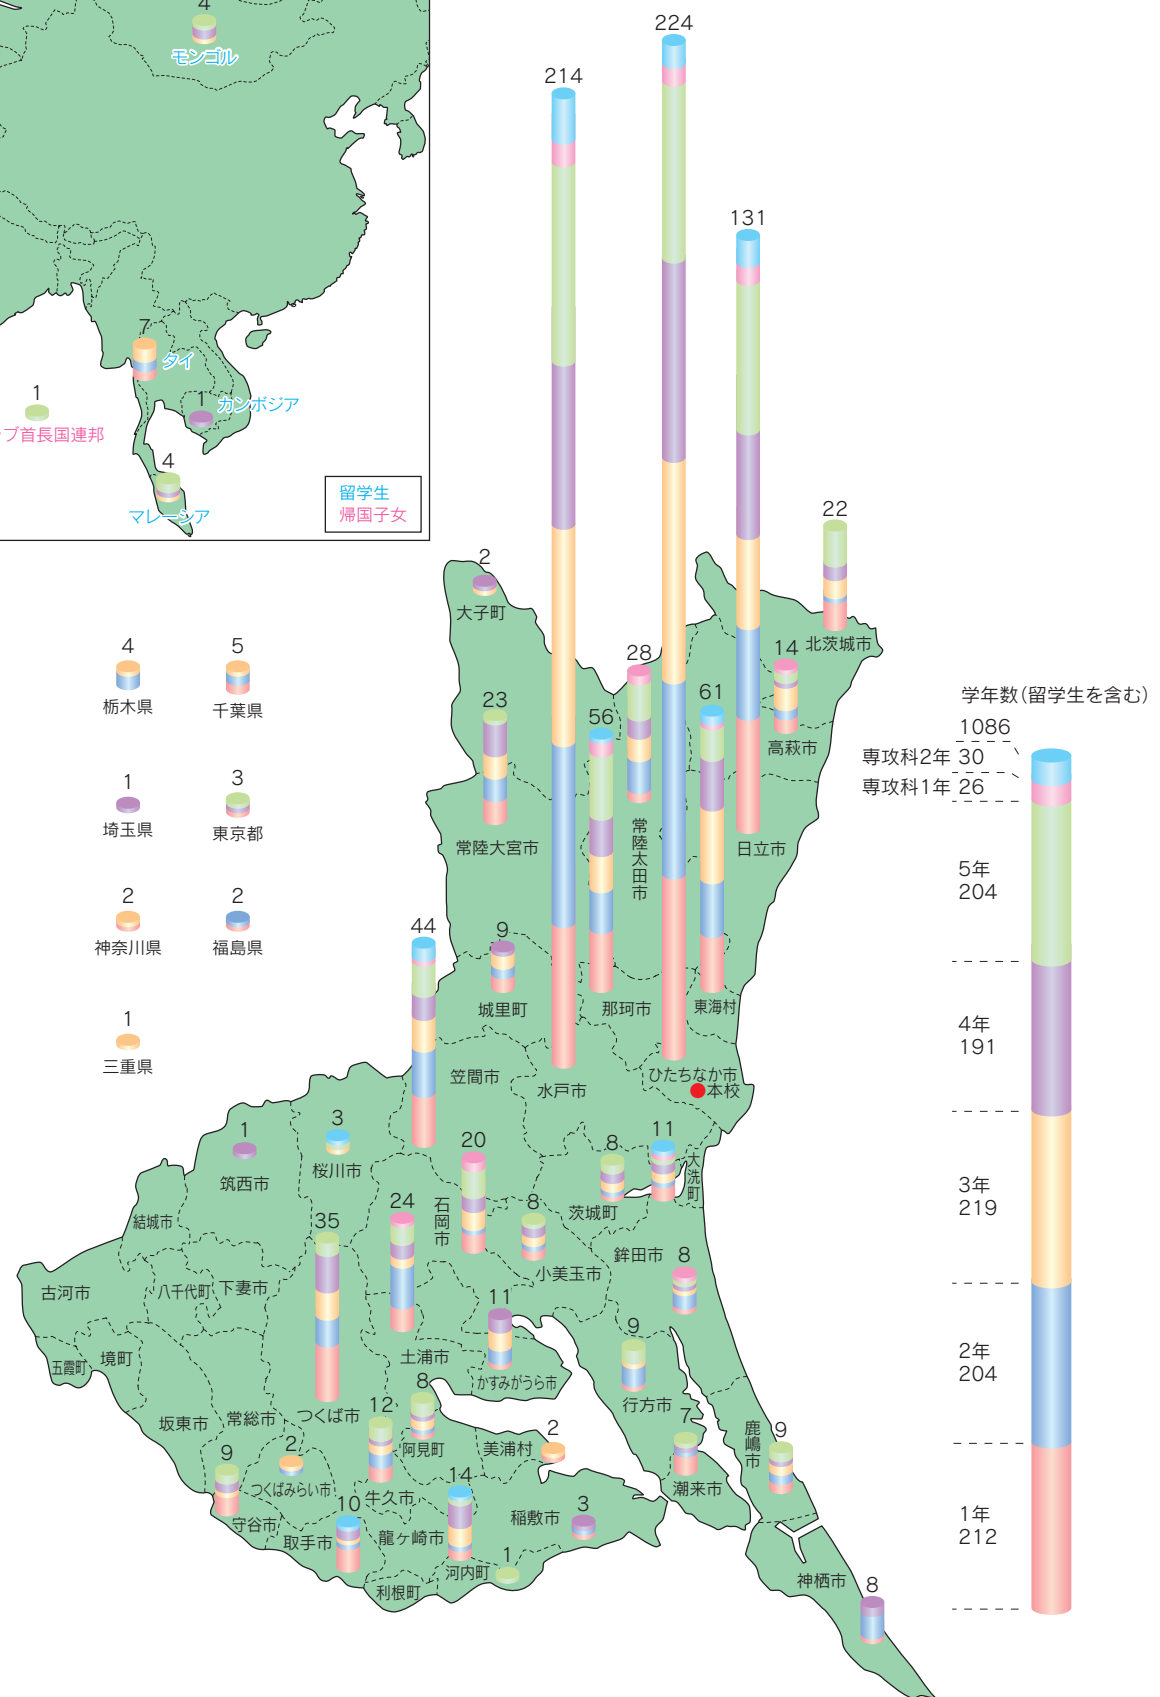 4
モンゴル
7
タイ
1
ブ首長国連邦
1
カンボジア
4
マレーシア
留学生
帰国子女
224
214
131
22
北茨城市
2
大子町
4
栃木県
5
千葉県
1
埼玉県
3
東京都
2
神奈川県
2
福島県
1
三重県
28
常陸太田市
14
高萩市
61
東海村
23
常陸大宮市
56
那珂市
日立市
44
笠間市
9
城里町
水戸市
ひたちなか市
本校
1
筑西市
3
桜川市
20
石岡市
8
茨城町
11
大洗町
結城市
35
つくば市
24
土浦市
8
小美玉市
鉾田市
8
古河市
八千代町
下妻市
11
かすみがうら市
9
行方市
五霞町
境町
坂東市
常総市
12
牛久市
8
阿見町
美浦村
2
7
潮来市
鹿嶋市
9
9
守谷市
2
つくばみらい市
10
取手市
龍ヶ崎市
14
稲敷市
3
河内町
1
利根町
神栖市
8
学年数(留学生を含む)
1086
専攻科2年 30
専攻科1年 26
5年
204
4年
191
3年
219
2年
204
1年
212